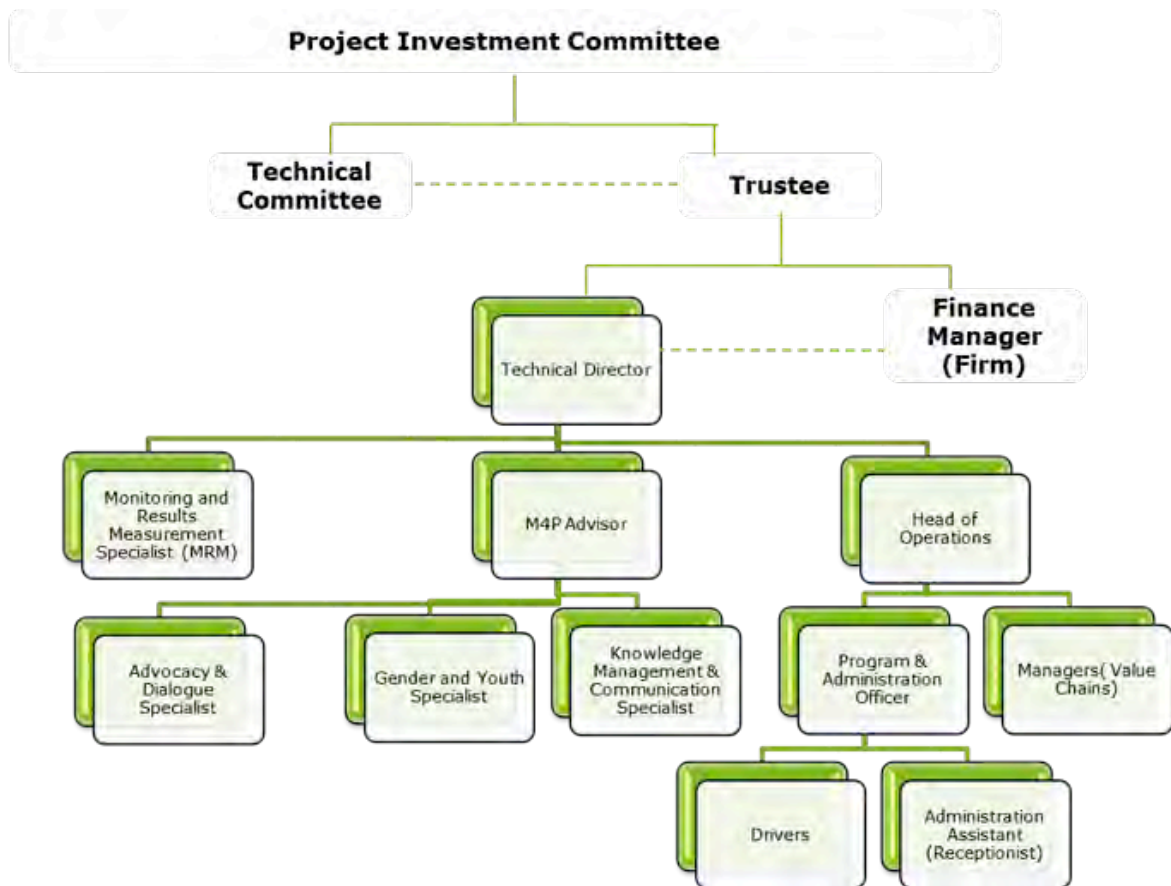 Project Investment Committee
Technical
Committee
Trustee
Finance
Manager
(Firm)
Technical Director
Monitoring and
Results
Measurement
Specialist (MRM)
M4P Advisor
Head of
Operations
Advocacy &
Dialogue
Specialist
Gender and Youth
Specialist
Knowledge
Management &
Communication
Specialist
Program &
Administration
Officer
Managers( Value
Chains)
Drivers
Administration
Assistant
(Receptionist)